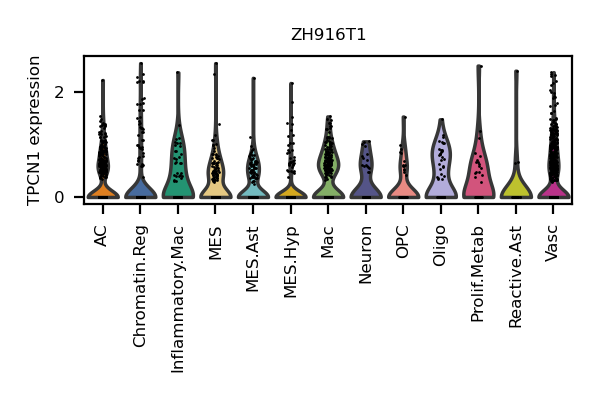 ZH916T1
TPCN1 expression
2
0
AC
Chromatin.Reg
Inflammatory.Mac
MES
MES.Ast
MES.Hyp
Mac
Neuron
OPC
Oligo
Prolif.Metab
Reactive.Ast
Vasc